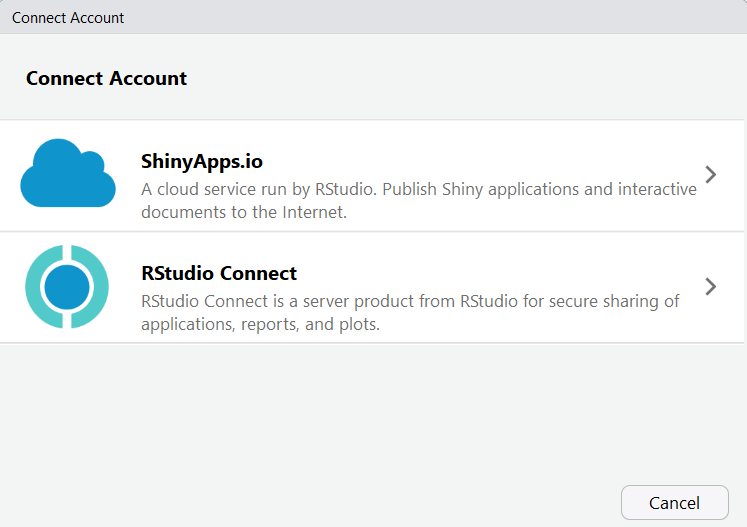 Connect Account
Connect Account
ShinyApps.io
A cloud service run by RStudio. Publish Shiny applications and interactive
documents to the Internet.
RStudio Connect
RStudio Connect is a server product from RStudio for secure sharing of
applications, reports, and plots.
Cancel